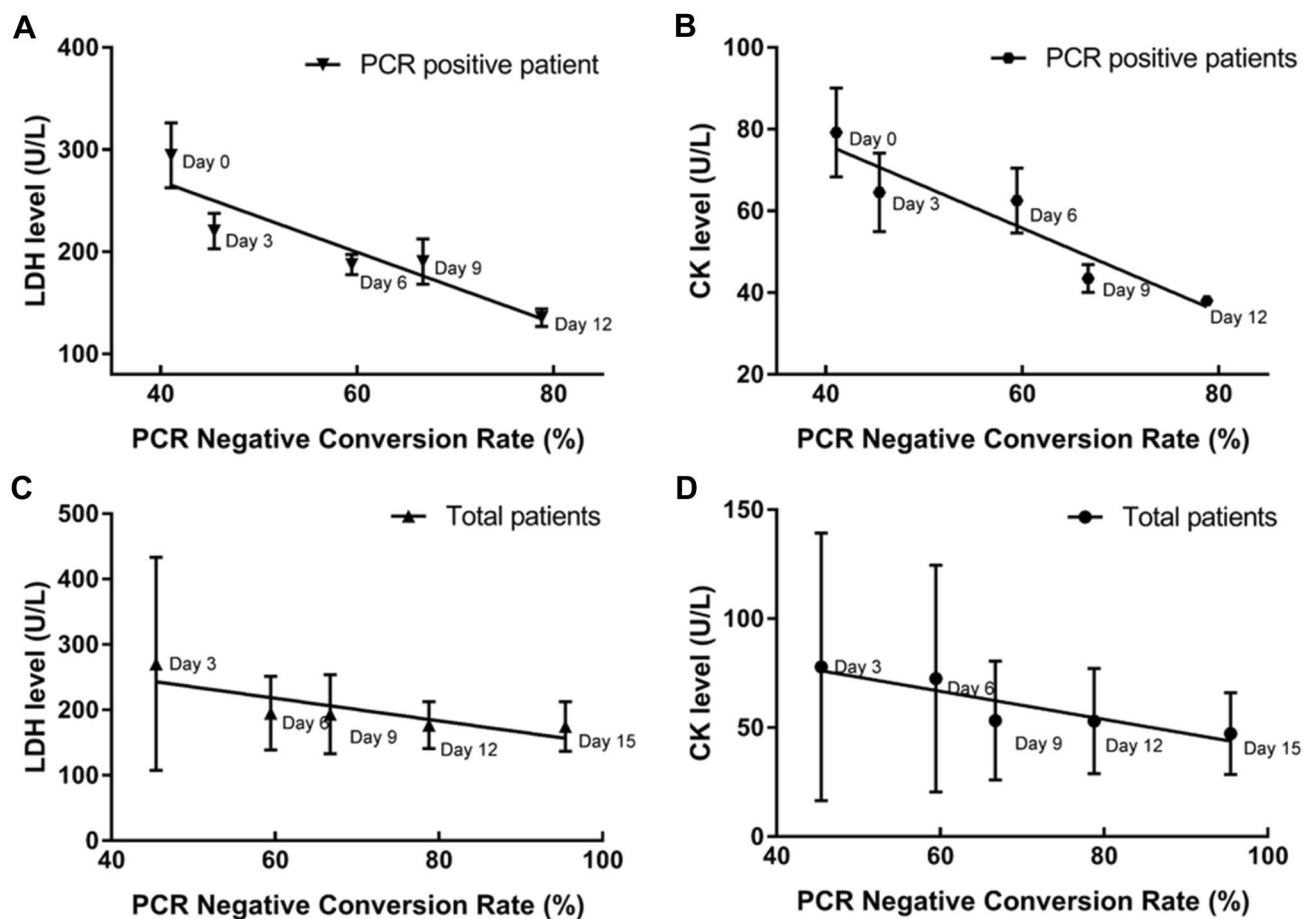 A
PCR positive patient
LDH level (U/L)
400
300
200
100
Day 0
Day 3
Day 6
Day 9
Day 12
40
60
80
PCR Negative Conversion Rate (%)
B
PCR positive patients
CK level (U/L)
100
80
60
40
20
Day 0
Day 3
Day 6
Day 9
Day 12
40
60
80
PCR Negative Conversion Rate (%)
C
Total patients
LDH level (U/L)
500
400
300
200
100
0
Day 3
Day 6
Day 9
Day 12
Day 15
40
60
80
100
PCR Negative Conversion Rate (%)
D
Total patients
CK level (U/L)
150
100
50
0
Day 3
Day 6
Day 9
Day 12
Day 15
40
60
80
100
PCR Negative Conversion Rate (%)